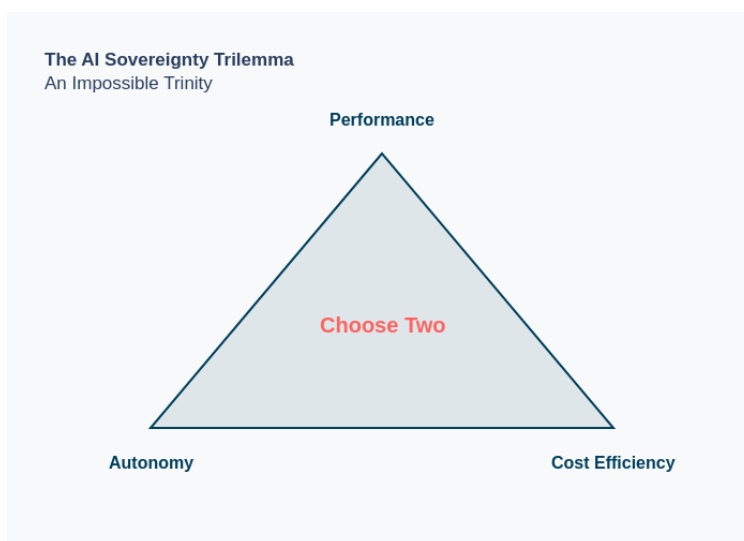 The AI Sovereignty Trilemma
An Impossible Trinity
Performance
Choose Two
Autonomy
Cost Efficiency